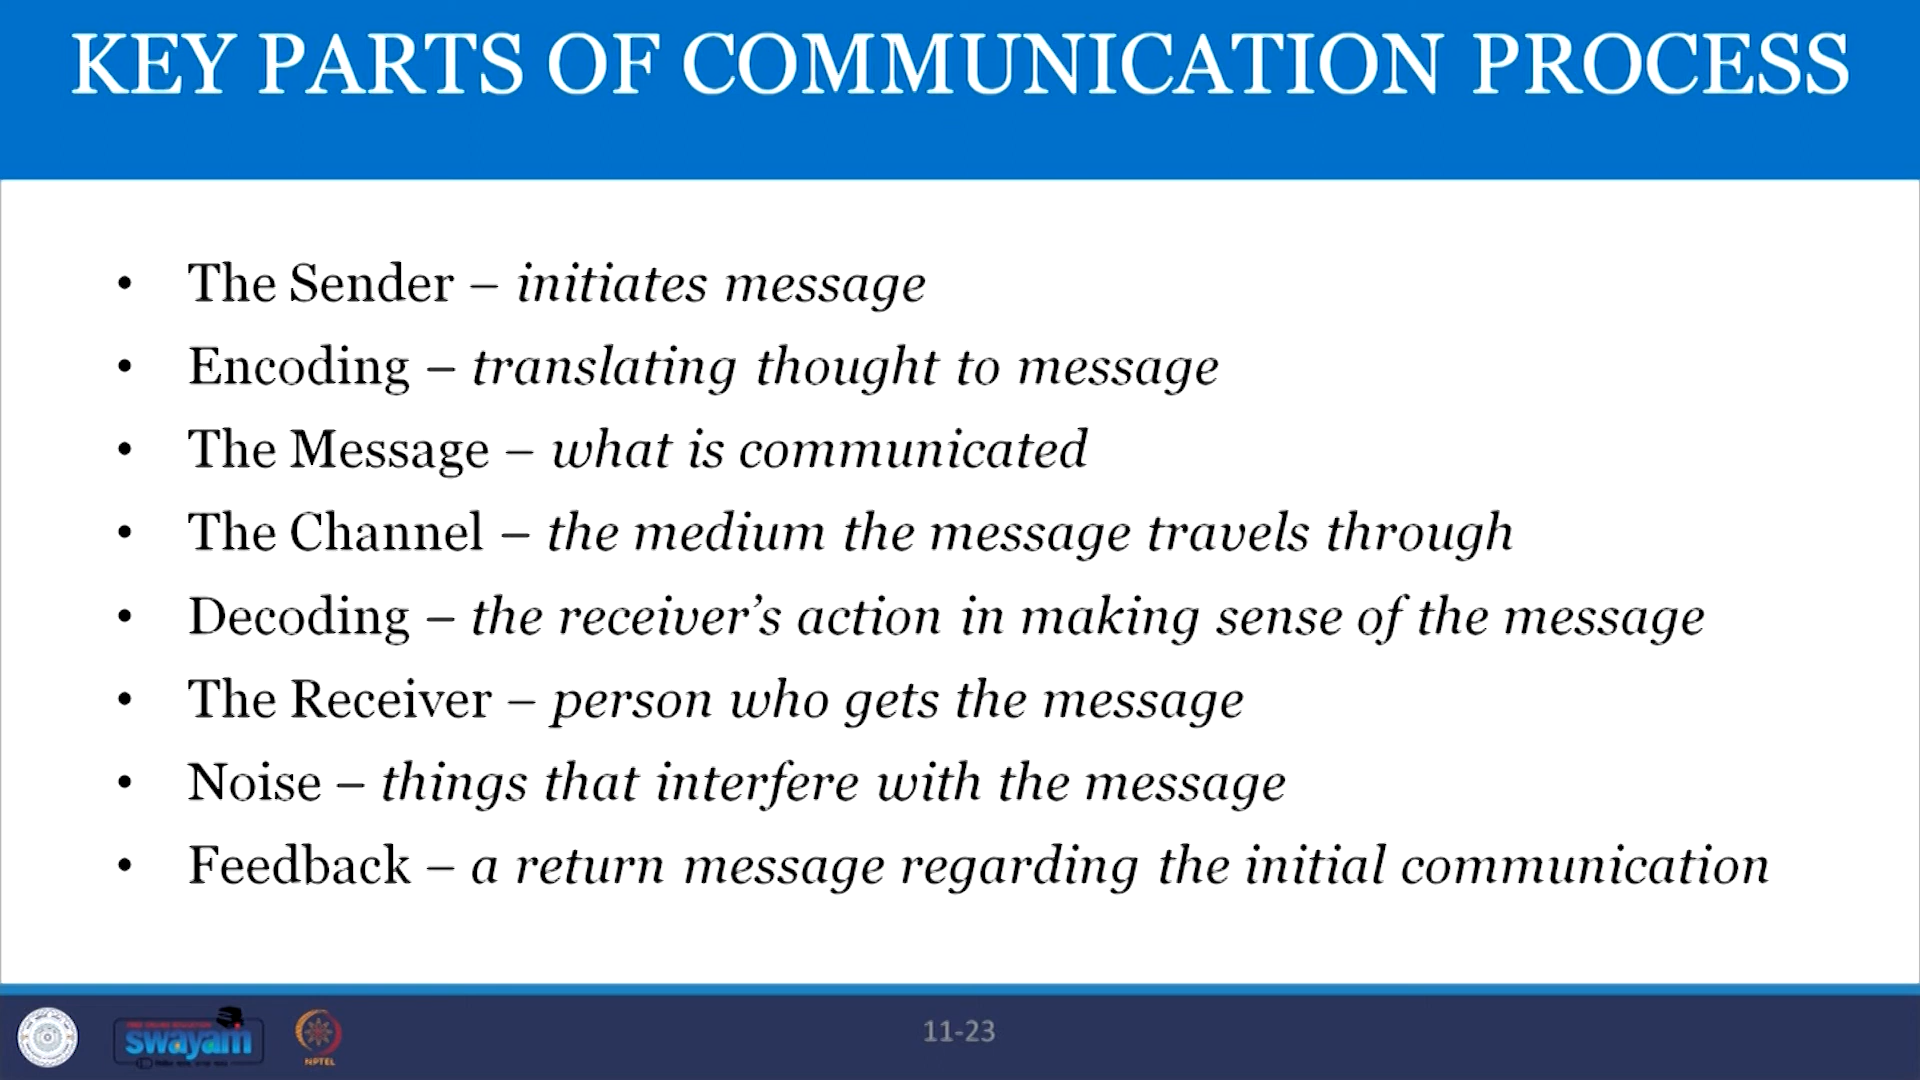 KEY PARTS OF COMMUNICATION PROCESS
• The Sender – initiates message
• Encoding – translating thought to message
• The Message – what is communicated
• The Channel – the medium the message travels through
• Decoding – the receiver’s action in making sense of the message
• The Receiver – person who gets the message
• Noise – things that interfere with the message
• Feedback – a return message regarding the initial communication
swayam
NPTEL
11-23